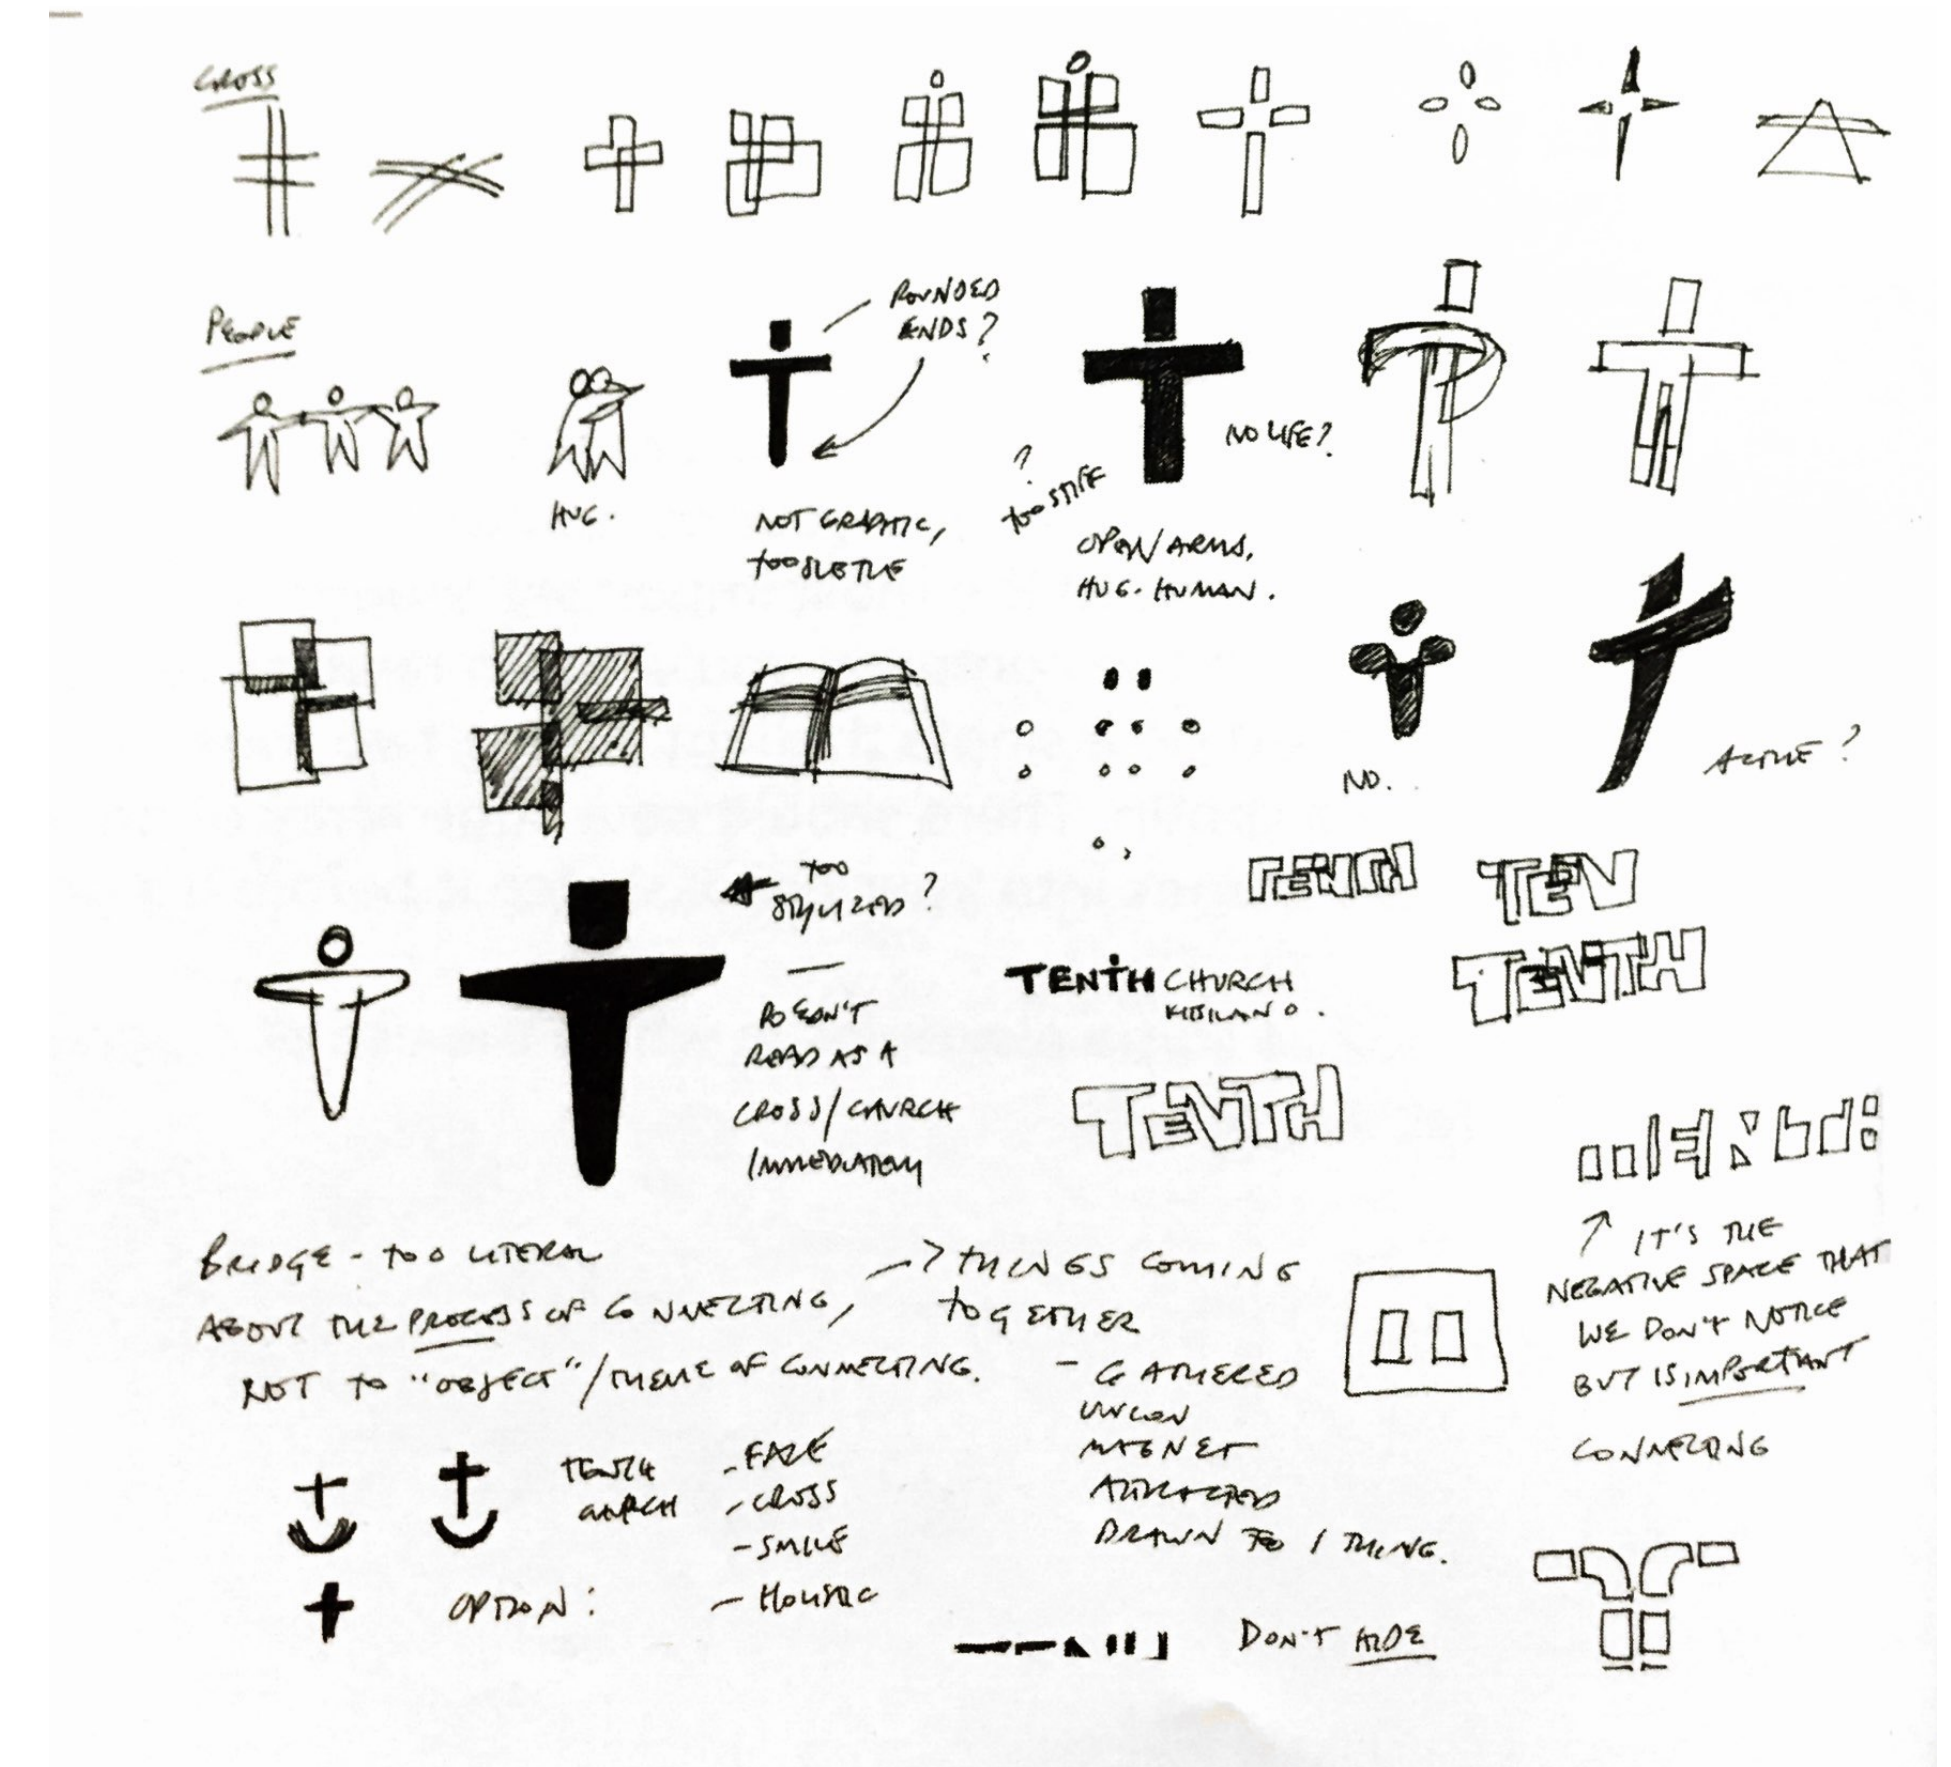 CROSS
PEOPLE
ROUNDED
ENDS?
HUG.
NOT GRAPHIC,
TOO SUBTLE
?
TOO STIFF
NO LIFE?
OPEN ARMS,
HUG. HUMAN.
NO.
ACTIVE?
TOO
STYLIZED?
DOESN'T
READ AS A
CROSS/CHURCH
IMMEDIATELY
TENTH
TEN
TENTH
TENTH CHURCH
KITSILANO.
TENTH
↑ IT'S THE
NEGATIVE SPACE THAT
WE DON'T NOTICE
BUT IS IMPORTANT
CONNECTING
BRIDGE - TOO LITERAL
ABOUT THE PROCESS OF CONNECTING,
NOT TO "OBJECT"/THEME OF CONNECTING.
→ THINGS COMING
TOGETHER
- GATHERED
UNION
MAGNET
ATTRACTED
DRAWN TO 1 THING.
TENTH
CHURCH
- FACE
- CROSS
- SMILE
- HOLISTIC
OPTION:
DON'T HIDE